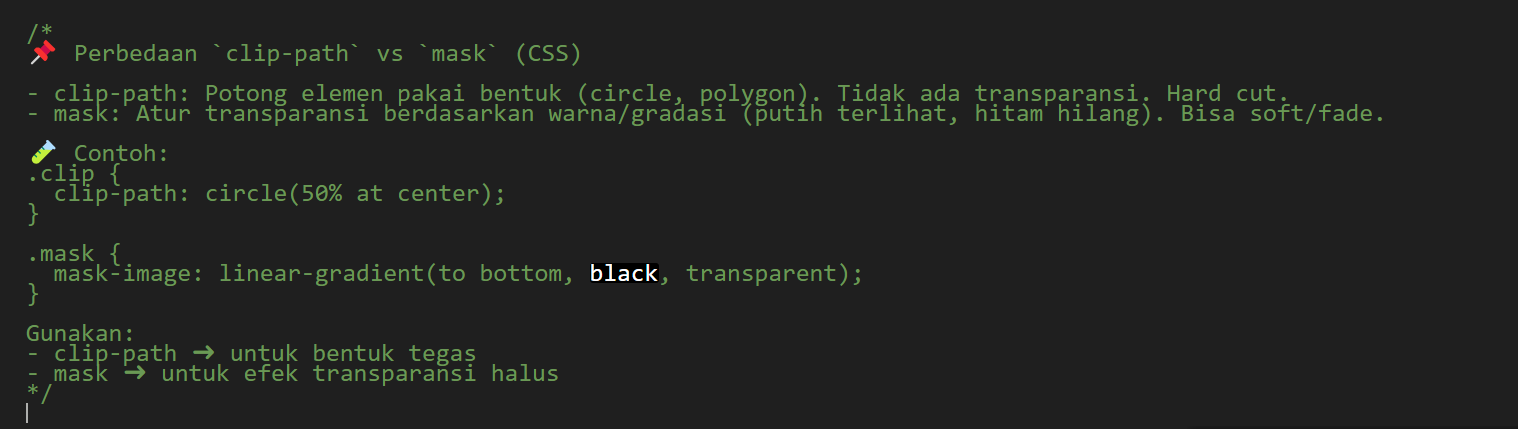 /*
📌 Perbedaan `clip-path` vs `mask` (CSS)
- clip-path: Potong elemen pakai bentuk (circle, polygon). Tidak ada transparansi. Hard cut.
- mask: Atur transparansi berdasarkan warna/gradasi (putih terlihat, hitam hilang). Bisa soft/fade.
🧪 Contoh:
.clip {
  clip-path: circle(50% at center);
}
.mask {
  mask-image: linear-gradient(to bottom, black, transparent);
}
Gunakan:
- clip-path ➜ untuk bentuk tegas
- mask ➜ untuk efek transparansi halus
*/